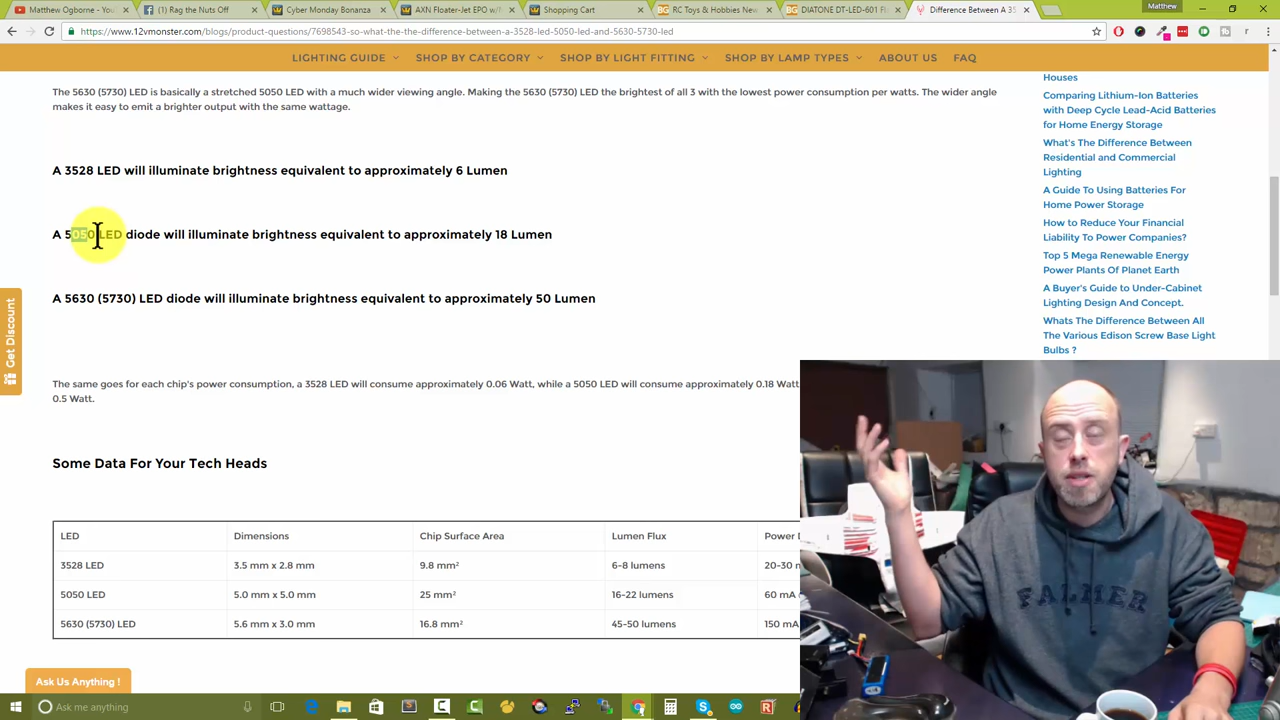 Matthew Ogborne - You
(1) Rag the Nuts Off
Cyber Monday Bonanza
AXN Floater-Jet EPO w/
Shopping Cart
RC Toys & Hobbies New
DIATONE DT-LED-601 Fl
Difference Between A 35
Matthew
https://www.12vmonster.com/blogs/product-questions/7698543-so-what-the-the-difference-between-a-3528-led-5050-led-and-5630-5730-led
LIGHTING GUIDE SHOP BY CATEGORY SHOP BY LIGHT FITTING SHOP BY LAMP TYPES ABOUT US FAQ
The 5630 (5730) LED is basically a stretched 5050 LED with a much wider viewing angle. Making the 5630 (5730) LED the brightest of all 3 with the lowest power consumption per watts. The wider angle
makes it easy to emit a brighter output with the same wattage.
A 3528 LED will illuminate brightness equivalent to approximately 6 Lumen
A 5050 LED diode will illuminate brightness equivalent to approximately 18 Lumen
A 5630 (5730) LED diode will illuminate brightness equivalent to approximately 50 Lumen
The same goes for each chip's power consumption, a 3528 LED will consume approximately 0.06 Watt, while a 5050 LED will consume approximately 0.18 Watt
0.5 Watt.
Some Data For Your Tech Heads
LED Dimensions Chip Surface Area Lumen Flux Power D
3528 LED 3.5 mm x 2.8 mm 9.8 mm² 6-8 lumens 20-30 m
5050 LED 5.0 mm x 5.0 mm 25 mm² 16-22 lumens 60 mA
5630 (5730) LED 5.6 mm x 3.0 mm 16.8 mm² 45-50 lumens 150 mA
Houses
Comparing Lithium-Ion Batteries
with Deep Cycle Lead-Acid Batteries
for Home Energy Storage
What's The Difference Between
Residential and Commercial
Lighting
A Guide To Using Batteries For
Home Power Storage
How to Reduce Your Financial
Liability To Power Companies?
Top 5 Mega Renewable Energy
Power Plants Of Planet Earth
A Buyer's Guide to Under-Cabinet
Lighting Design And Concept.
Whats The Difference Between All
The Various Edison Screw Base Light
Bulbs ?
Get Discount
FALMER
Ask Us Anything !
Ask me anything